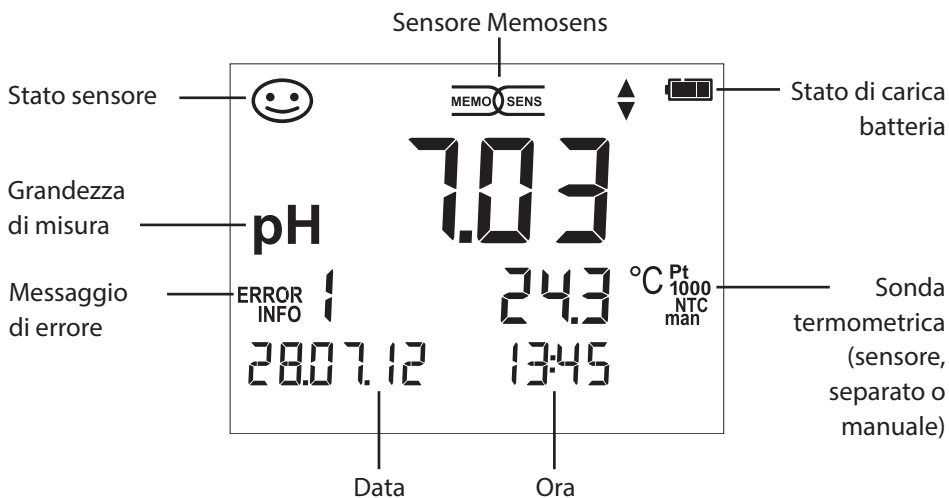 Sensore Memosens
Stato sensore
MEMO SENS
Stato di carica
batteria
7.03
Grandezza
di misura
pH
Messaggio
di errore
ERROR
INFO
1
24.3 °C
Pt
1000
NTC
man
Sonda
termometrica
(sensore,
separato o
manuale)
28.07.12
13:45
Data
Ora